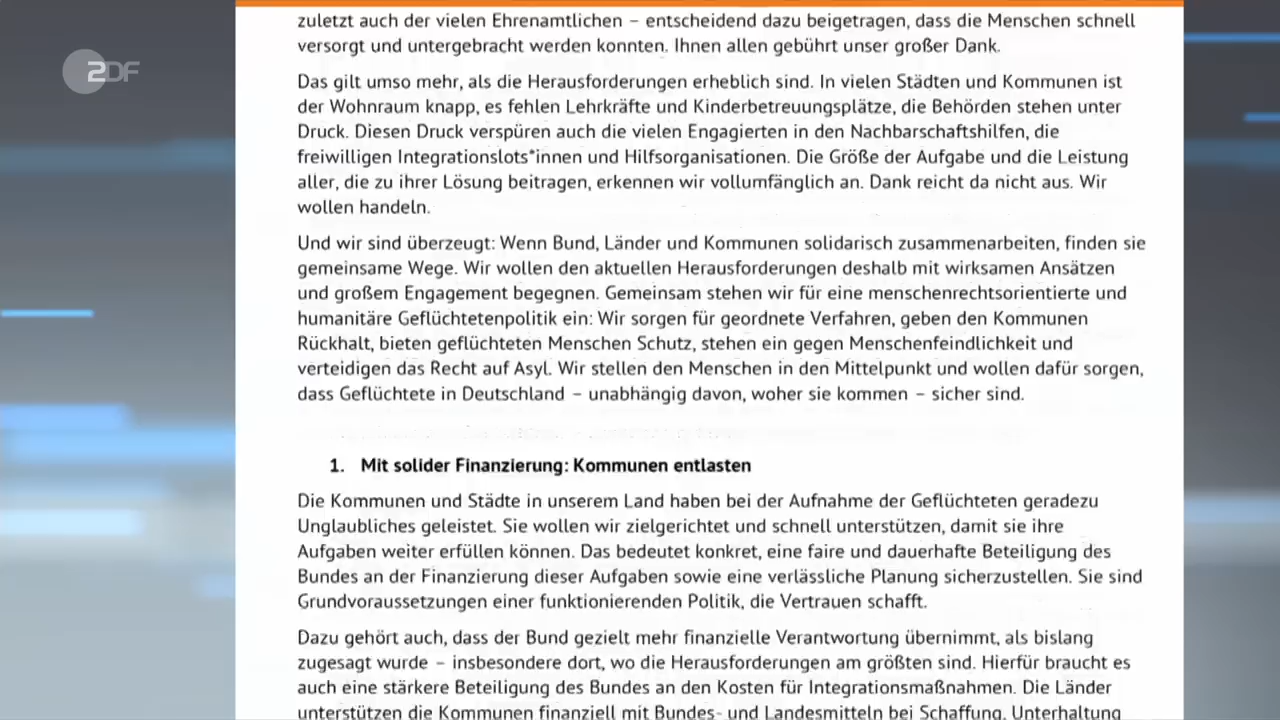 ZDF
zuletzt auch der vielen Ehrenamtlichen – entscheidend dazu beigetragen, dass die Menschen schnell
versorgt und untergebracht werden konnten. Ihnen allen gebührt unser großer Dank.
Das gilt umso mehr, als die Herausforderungen erheblich sind. In vielen Städten und Kommunen ist
der Wohnraum knapp, es fehlen Lehrkräfte und Kinderbetreuungsplätze, die Behörden stehen unter
Druck. Diesen Druck verspüren auch die vielen Engagierten in den Nachbarschaftshilfen, die
freiwilligen Integrationslots*innen und Hilfsorganisationen. Die Größe der Aufgabe und die Leistung
aller, die zu ihrer Lösung beitragen, erkennen wir vollumfänglich an. Dank reicht da nicht aus. Wir
wollen handeln.
Und wir sind überzeugt: Wenn Bund, Länder und Kommunen solidarisch zusammenarbeiten, finden sie
gemeinsame Wege. Wir wollen den aktuellen Herausforderungen deshalb mit wirksamen Ansätzen
und großem Engagement begegnen. Gemeinsam stehen wir für eine menschenrechtsorientierte und
humanitäre Geflüchtetenpolitik ein: Wir sorgen für geordnete Verfahren, geben den Kommunen
Rückhalt, bieten geflüchteten Menschen Schutz, stehen ein gegen Menschenfeindlichkeit und
verteidigen das Recht auf Asyl. Wir stellen den Menschen in den Mittelpunkt und wollen dafür sorgen,
dass Geflüchtete in Deutschland – unabhängig davon, woher sie kommen – sicher sind.
1. Mit solider Finanzierung: Kommunen entlasten
Die Kommunen und Städte in unserem Land haben bei der Aufnahme der Geflüchteten geradezu
Unglaubliches geleistet. Sie wollen wir zielgerichtet und schnell unterstützen, damit sie ihre
Aufgaben weiter erfüllen können. Das bedeutet konkret, eine faire und dauerhafte Beteiligung des
Bundes an der Finanzierung dieser Aufgaben sowie eine verlässliche Planung sicherzustellen. Sie sind
Grundvoraussetzungen einer funktionierenden Politik, die Vertrauen schafft.
Dazu gehört auch, dass der Bund gezielt mehr finanzielle Verantwortung übernimmt, als bislang
zugesagt wurde – insbesondere dort, wo die Herausforderungen am größten sind. Hierfür braucht es
auch eine stärkere Beteiligung des Bundes an den Kosten für Integrationsmaßnahmen. Die Länder
unterstützen die Kommunen finanziell mit Bundes- und Landesmitteln bei Schaffung, Unterhaltung